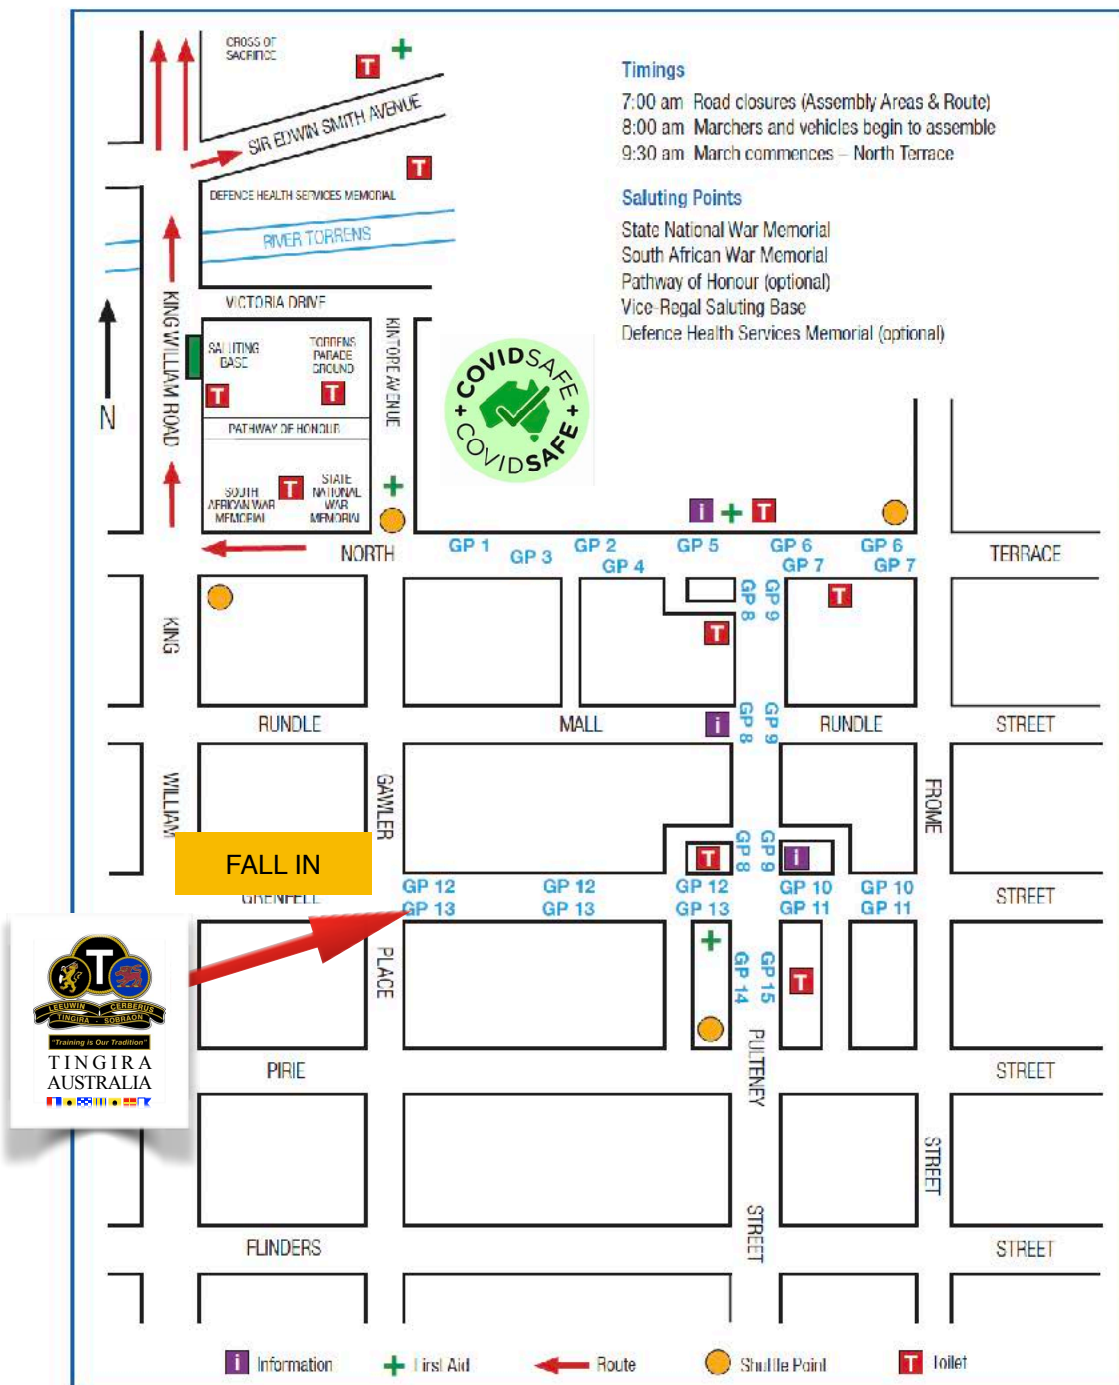 CROSS OF
SACRIFICE
T
SIR EDWIN SMITH AVENUE
T
DEFENCE HEALTH SERVICES MEMORIAL
RIVER TORRENS
VICTORIA DRIVE
Timings
7:00 am Road closures (Assembly Areas & Route)
8:00 am Marchers and vehicles begin to assemble
9:30 am March commences – North Terrace
Saluting Points
State National War Memorial
South African War Memorial
Pathway of Honour (optional)
Vice-Regal Saluting Base
Defence Health Services Memorial (optional)
N
KING WILLIAM ROAD
SALUTING
BASE
T
TORRENS
PARADE
GROUND
T
KINTORE AVENUE
PATHWAY OF HONOUR
SOUTH
AFRICAN WAR
MEMORIAL
T
STATE
NATIONAL
WAR
MEMORIAL
COVIDSAFE
COVIDSAFE
i T
NORTH
TERRACE
GP 1
GP 3
GP 2
GP 4
GP 5
GP 6
GP 7
GP 6
GP 7
GP 8
GP 9
T
T
KING
RUNDLE
MALL
i
GP 8
GP 9
RUNDLE
STREET
WILLIAM
GAWLER
FROME
FALL IN
GRENFELL
T
GP 8
GP 9
i
GP 12
GP 13
GP 12
GP 13
GP 12
GP 13
GP 10
GP 11
GP 10
GP 11
STREET
PLACE
GP 14
GP 15
T
T
LEEUWIN CERBERUS
TINGIRA - SOBRAON
"Training is Our Tradition"
TINGIRA
AUSTRALIA
PIRIE
PULTENEY
STREET
STREET
STREET
FLINDERS
STREET
i Information
First Aid
Route
Shuttle Point
T Toilet